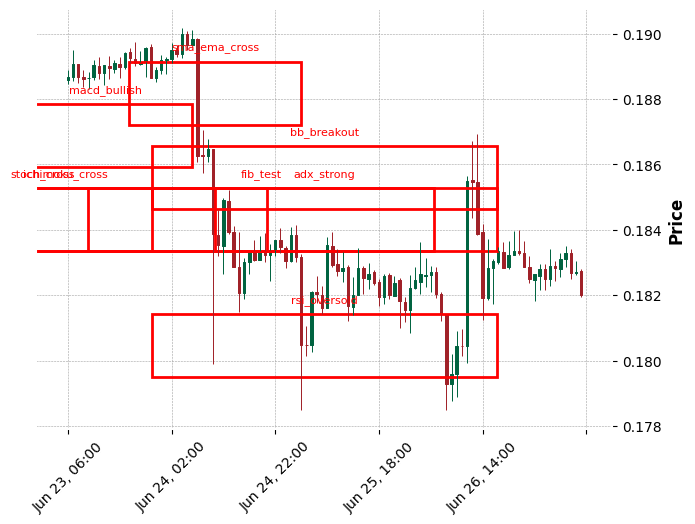 sma_ema_cross
0.190
macd_bullish
0.188
bb_breakout
0.186
fib_test
adx_strong
0.184
Price
0.182
rsi_oversold
0.180
0.178
Jun 23, 06:00
Jun 24, 02:00
Jun 24, 22:00
Jun 25, 18:00
Jun 26, 14:00